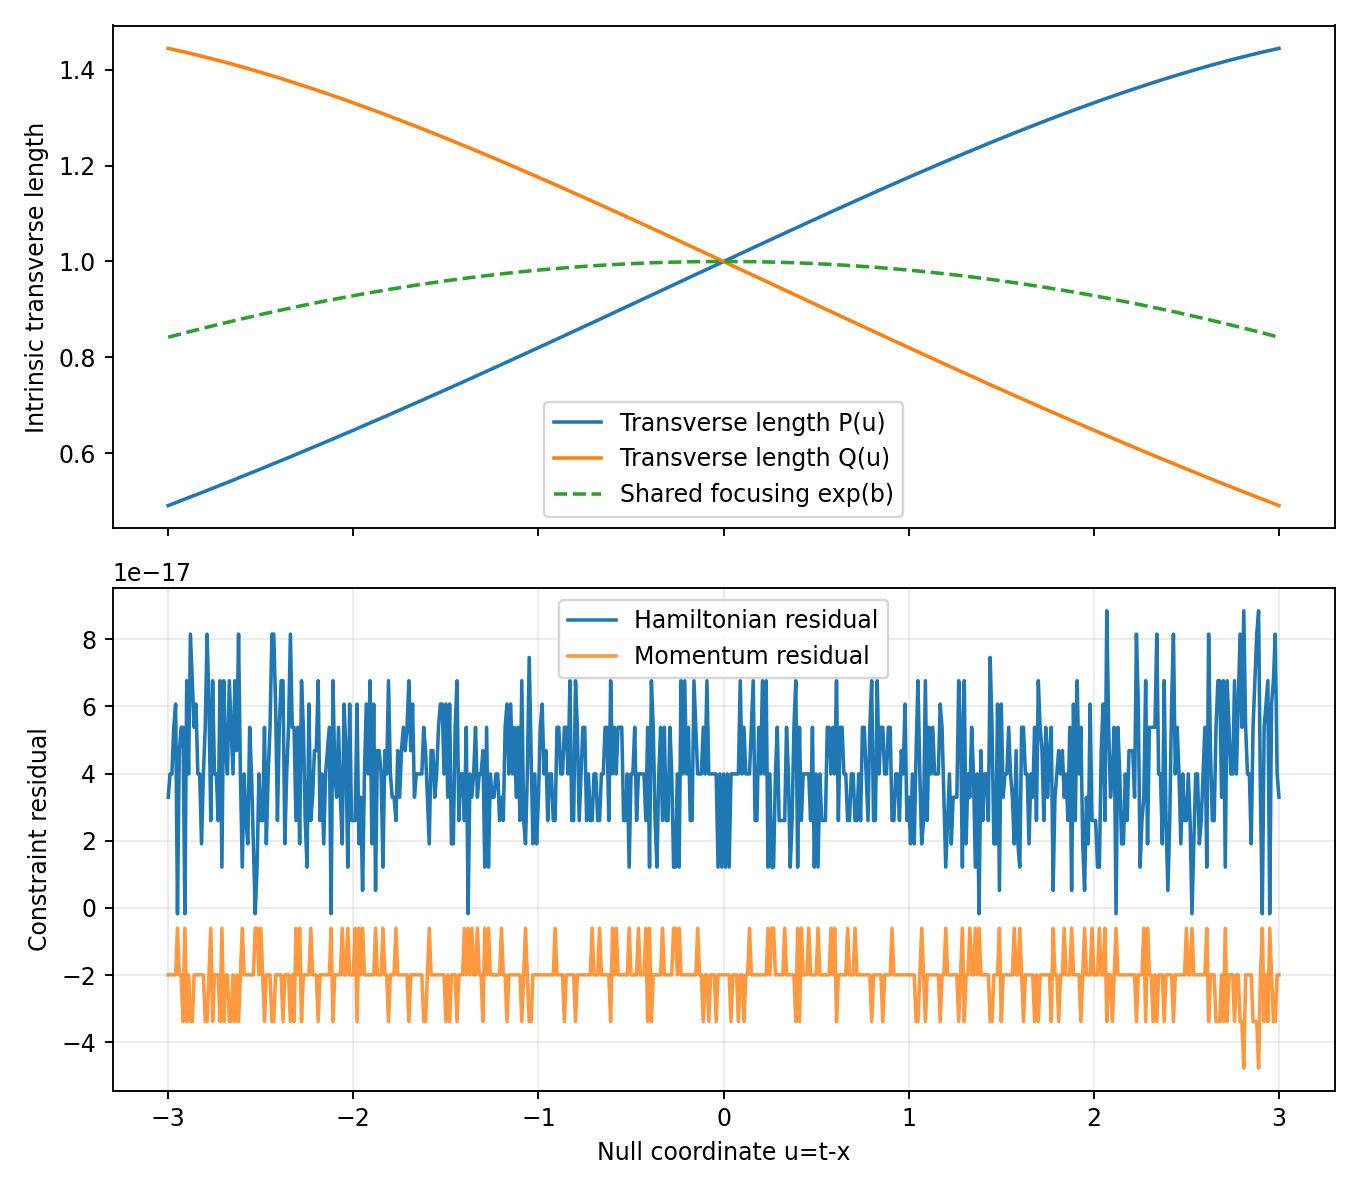 1.4
1.2
1.0
0.8
0.6
Intrinsic transverse length
Transverse length P(u)
Transverse length Q(u)
Shared focusing exp(b)
1e−17
8
6
4
2
0
−2
−4
Constraint residual
Hamiltonian residual
Momentum residual
−3 −2 −1 0 1 2 3
Null coordinate u=t-x